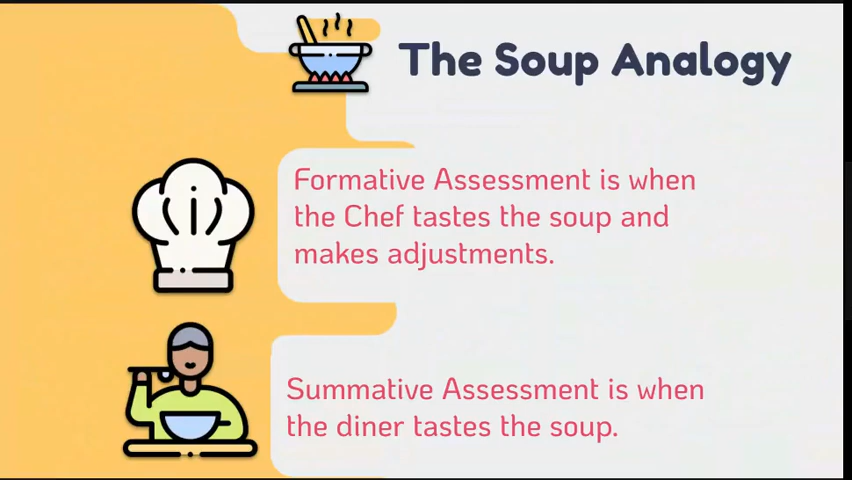 The Soup Analogy
Formative Assessment is when
the Chef tastes the soup and
makes adjustments.
Summative Assessment is when
the diner tastes the soup.